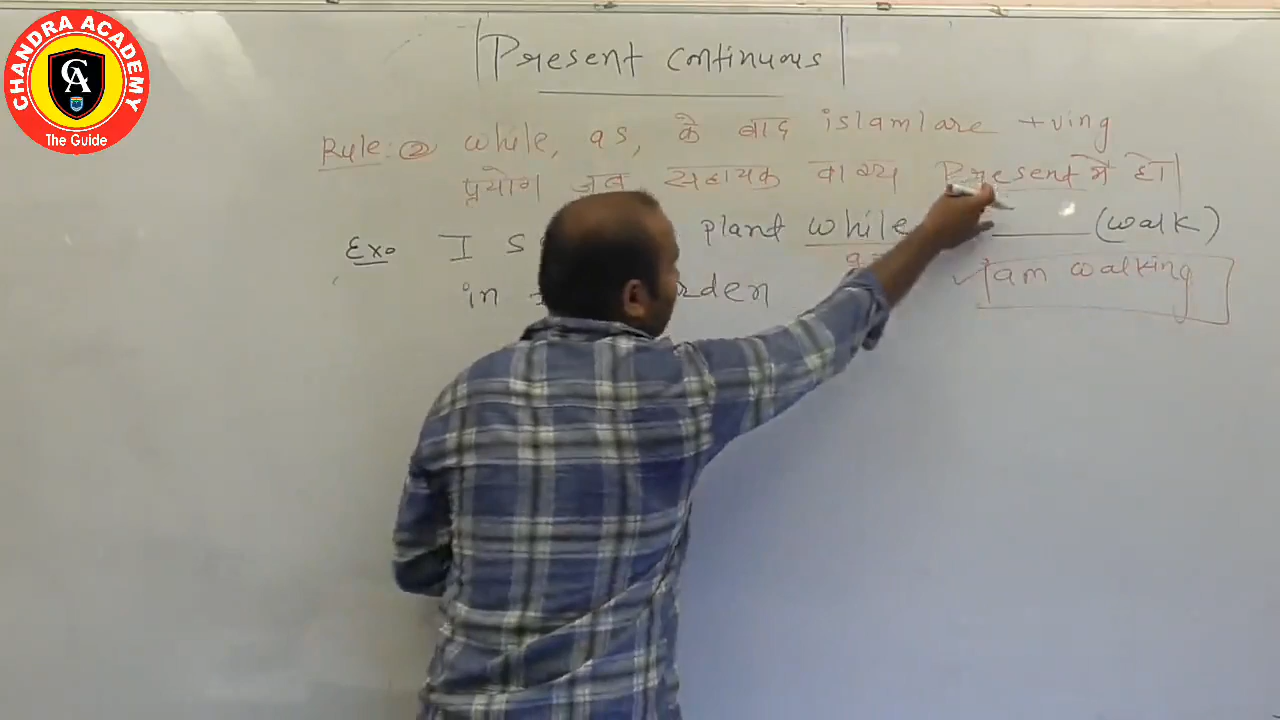 CHANDRA ACADEMY
CA
The Guide
Present continuous
Rule: ② while, as, के बाद is/am/are +ving
प्रयोग जब सहायक वाक्य Present में हो।
Exo I plant while (walk)
am walking
in